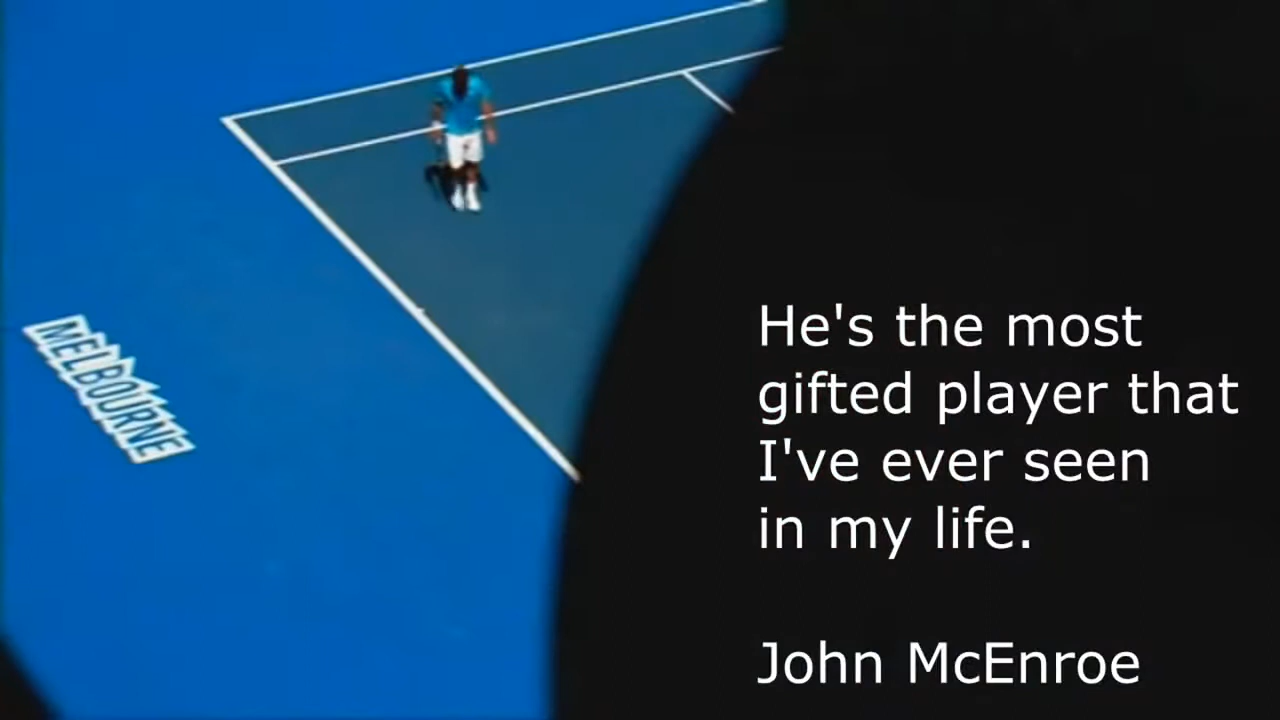 MELBOURNE
He's the most
gifted player that
I've ever seen
in my life.
John McEnroe